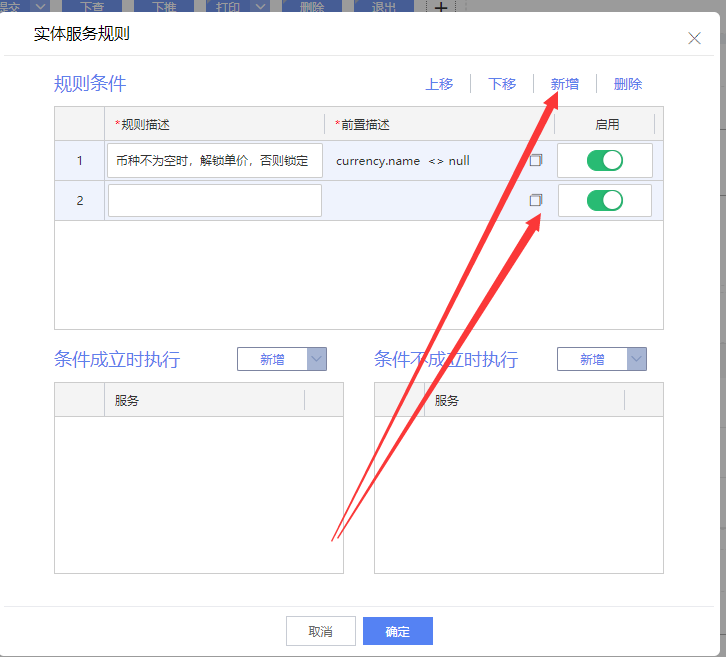 提交 下查 下推 打印 删除 退出
实体服务规则
规则条件 上移 下移 新增 删除
*规则描述 *前置描述 启用
1 币种不为空时，解锁单价，否则锁定 currency.name <> null
2
条件成立时执行 新增 条件不成立时执行 新增
服务 服务
取消 确定